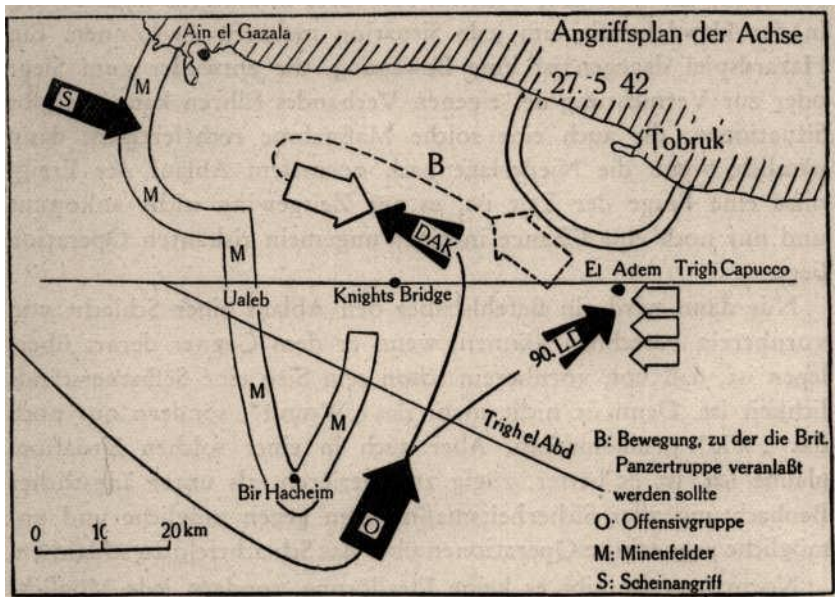 Ain el Gazala
Angriffsplan der Achse
27. 5 42
Tobruk
S
M
M
M
M
M
B
DAK
El Adem
Trigh Capuzzo
Ualeb
Knights Bridge
90. LD
Trigh el Abd
Bir Hacheim
O
0 10 20 km
B: Bewegung, zu der die Brit.
Panzertruppe veranlaßt
werden sollte
O· Offensivgruppe
M: Minenfelder
S: Scheinangriff